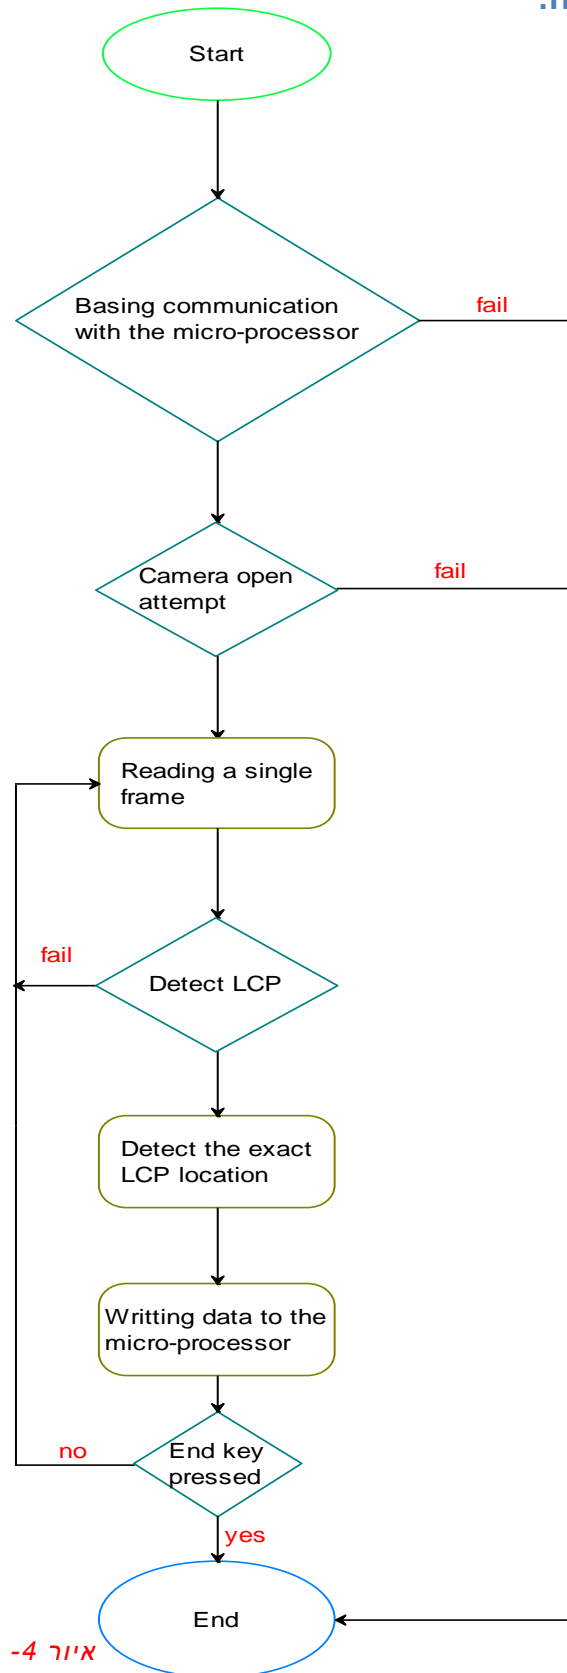 Start
Basing communication
with the micro-processor
fail
Camera open
attempt
fail
Reading a single
frame
fail
Detect LCP
Detect the exact
LCP location
Writting data to the
micro-processor
no
End key
pressed
yes
End
איור 4-